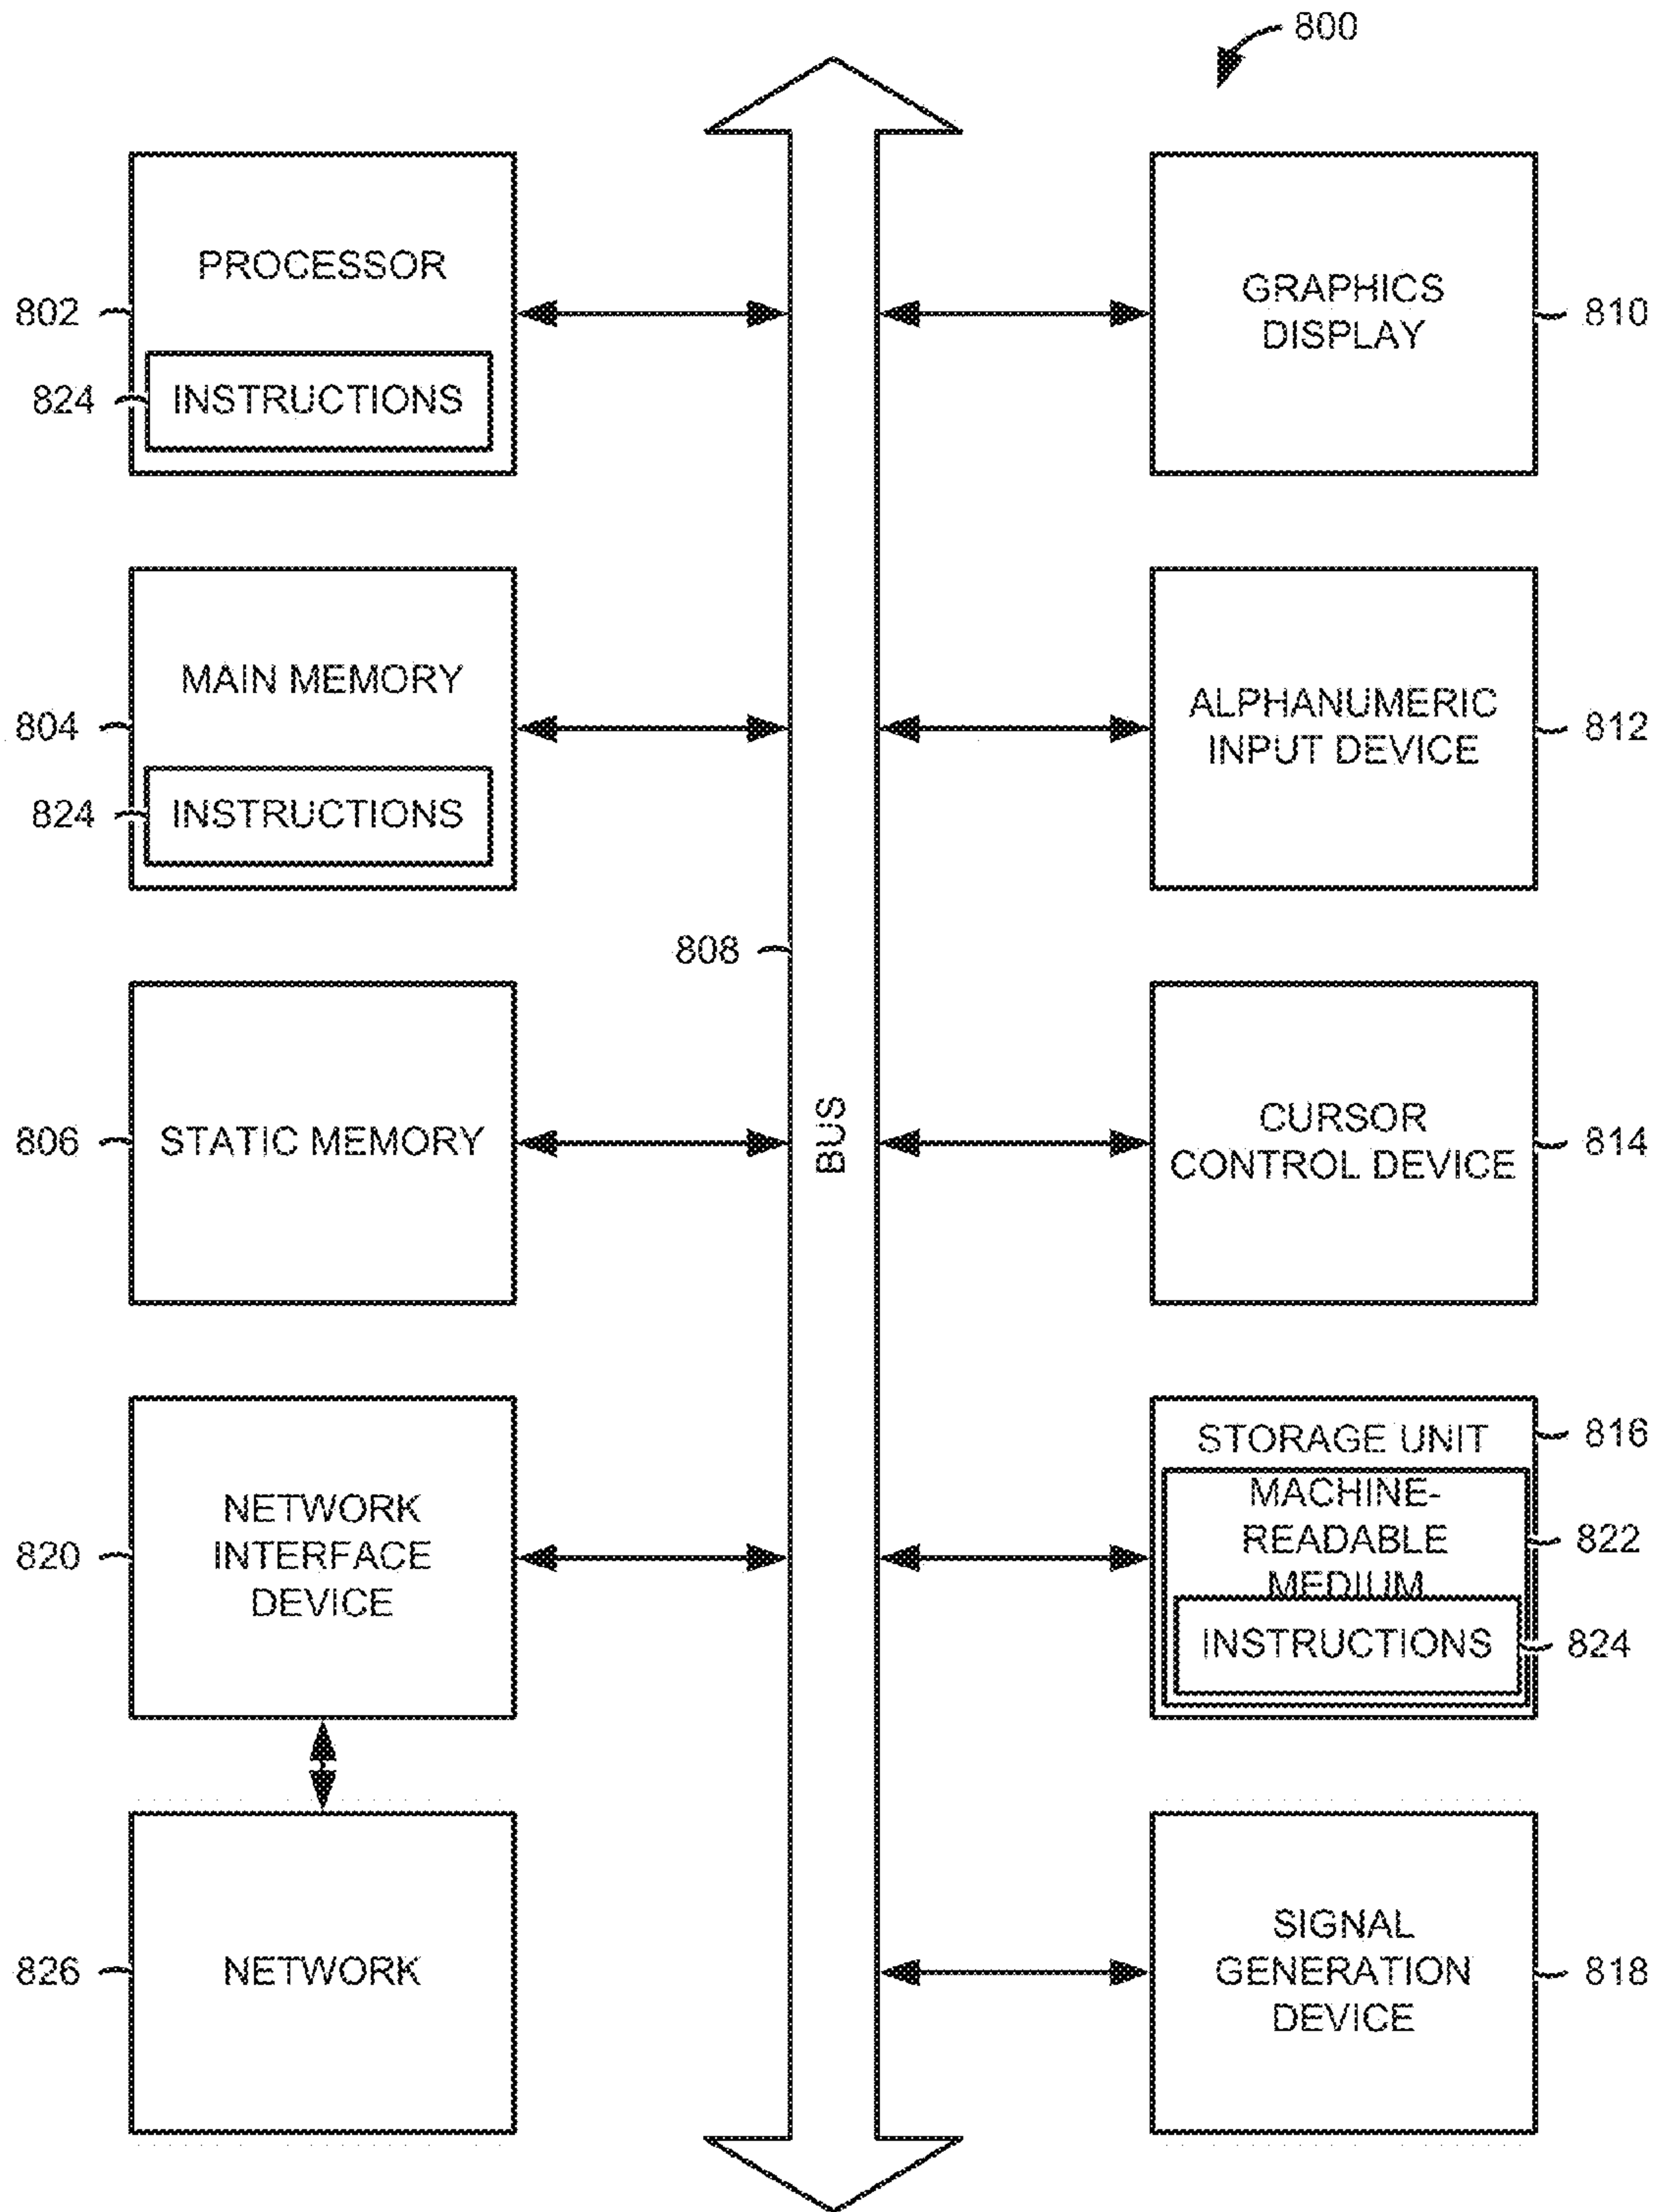 800
PROCESSOR
802
824
INSTRUCTIONS
MAIN MEMORY
804
824
INSTRUCTIONS
806
STATIC MEMORY
820
NETWORK
INTERFACE
DEVICE
826
NETWORK
808
BUS
GRAPHICS
DISPLAY
810
ALPHANUMERIC
INPUT DEVICE
812
CURSOR
CONTROL DEVICE
814
STORAGE UNIT
816
MACHINE-
READABLE
MEDIUM
822
INSTRUCTIONS
824
SIGNAL
GENERATION
DEVICE
818